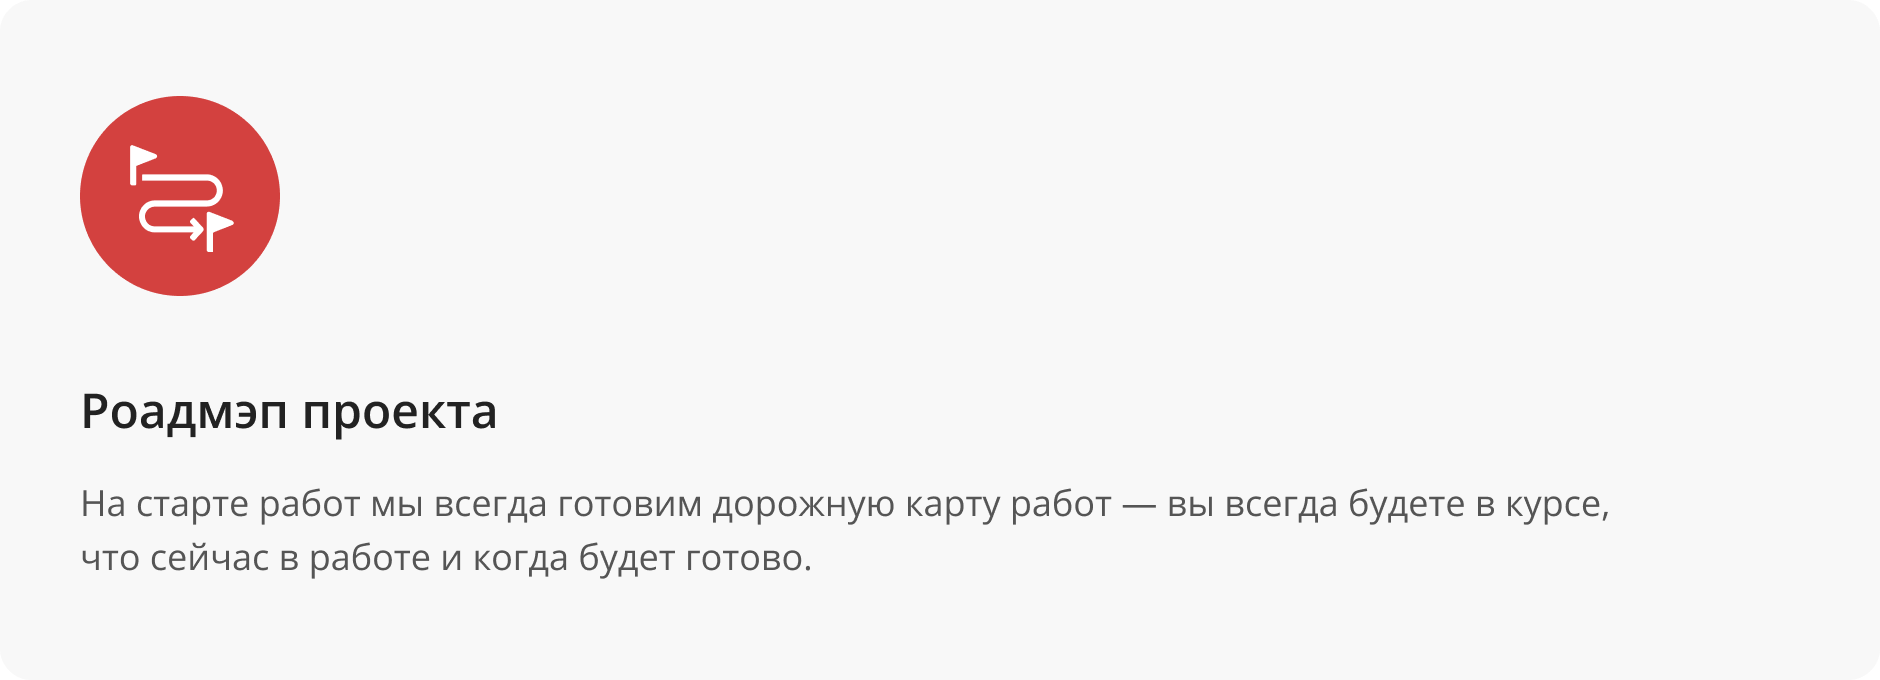 Роадмэп проекта
На старте работ мы всегда готовим дорожную карту работ — вы всегда будете в курсе,
что сейчас в работе и когда будет готово.